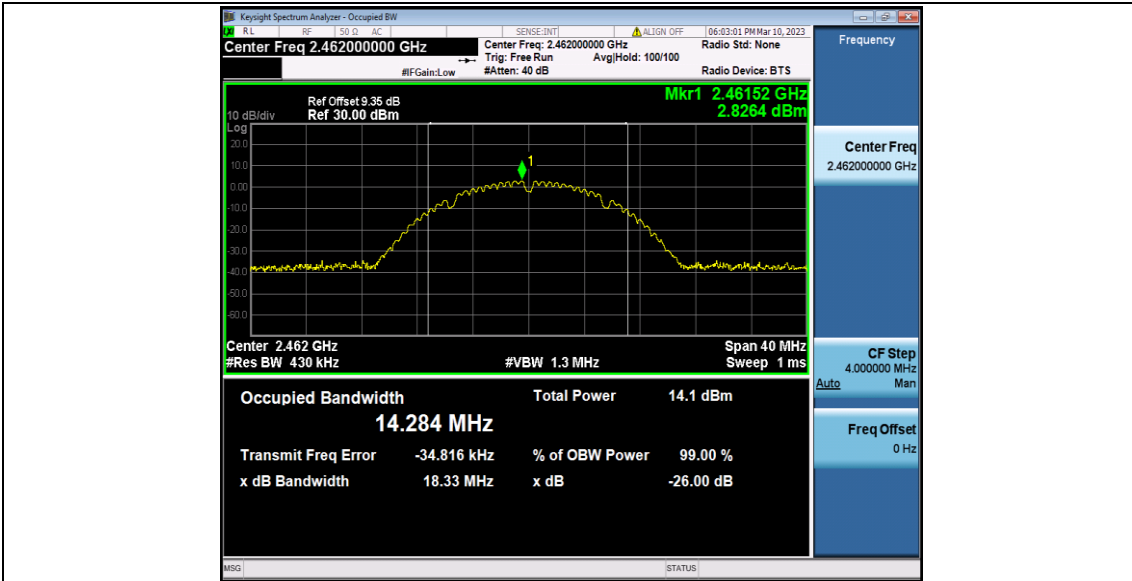 Keysight Spectrum Analyzer - Occupied BW
RL RF 50 Ω AC SENSE:INT ALIGN OFF 06:03:01 PM Mar 10, 2023
Center Freq 2.462000000 GHz
Center Freq: 2.462000000 GHz Radio Std: None
Trig: Free Run Avg|Hold: 100/100
#IFGain:Low #Atten: 40 dB Radio Device: BTS
Frequency
Mkr1 2.46152 GHz
2.8264 dBm
Ref Offset 9.35 dB
10 dB/div Ref 30.00 dBm
Log
20.0
10.0
0.00
-10.0
-20.0
-30.0
-40.0
-50.0
-60.0
1
Center 2.462 GHz Span 40 MHz
#Res BW 430 kHz #VBW 1.3 MHz Sweep 1 ms
Occupied Bandwidth Total Power 14.1 dBm
14.284 MHz
Transmit Freq Error -34.816 kHz % of OBW Power 99.00 %
x dB Bandwidth 18.33 MHz x dB -26.00 dB
Center Freq
2.462000000 GHz
CF Step
4.000000 MHz
Auto Man
Freq Offset
0 Hz
MSG STATUS